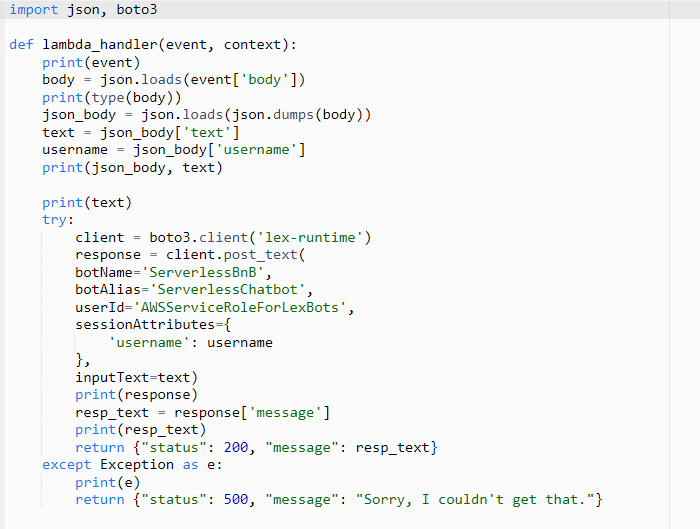 import json, boto3

def lambda_handler(event, context):
    print(event)
    body = json.loads(event['body'])
    print(type(body))
    json_body = json.loads(json.dumps(body))
    text = json_body['text']
    username = json_body['username']
    print(json_body, text)

    print(text)
    try:
        client = boto3.client('lex-runtime')
        response = client.post_text(
        botName='ServerlessBnB',
        botAlias='ServerlessChatbot',
        userId='AWSServiceRoleForLexBots',
        sessionAttributes={
            'username': username
        },
        inputText=text)
        print(response)
        resp_text = response['message']
        print(resp_text)
        return {"status": 200, "message": resp_text}
    except Exception as e:
        print(e)
        return {"status": 500, "message": "Sorry, I couldn't get that."}